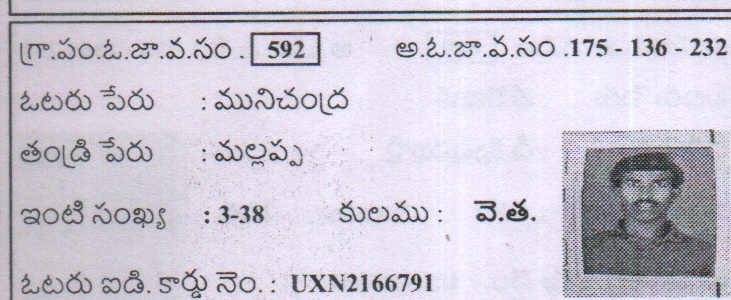 గ్రా.పం.ఓ.జా.వ.సం . 592 అ.ఓ.జా.వ.సం .175 - 136 - 232
ఓటరు పేరు : మునిచంద్ర
తండ్రి పేరు : మల్లప్ప
ఇంటి సంఖ్య : 3-38 కులము : వె.త.
ఓటరు ఐడి. కార్డు నెం. : UXN2166791